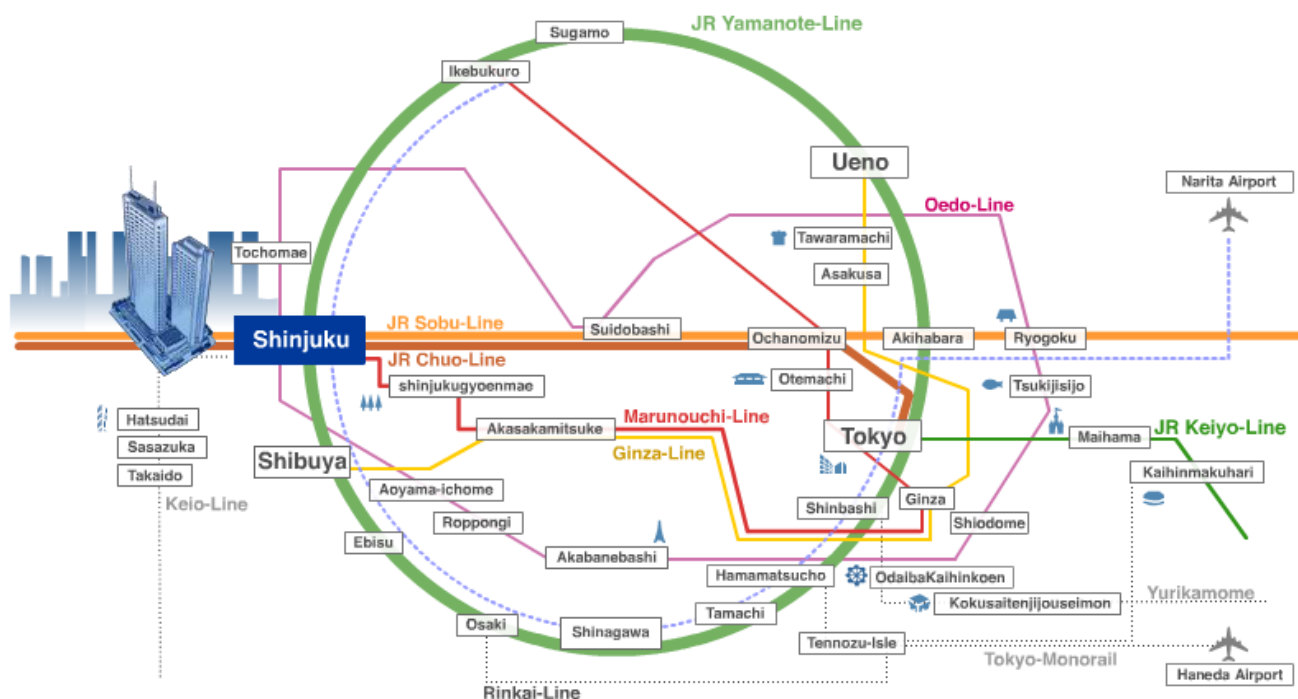 JR Yamanote-Line
Sugamo
Ikebukuro
Ueno
Narita Airport
Oedo-Line
Tawaramachi
Tochomae
Asakusa
JR Sobu-Line
Suidobashi
Shinjuku
Ochanomizu
Akihabara
Ryogoku
JR Chuo-Line
shinjukugyoenmae
Otemachi
Tsukijisijo
Hatsudai
Marunouchi-Line
Akasakamitsuke
Tokyo
Maihama
JR Keiyo-Line
Sasazuka
Ginza-Line
Shibuya
Takaido
Kaihinmakuhari
Keio-Line
Aoyama-ichome
Ginza
Shinbashi
Roppongi
Shiodome
Ebisu
Akabanebashi
Hamamatsucho
OdaibaKaihinkoen
Yurikamome
Kokusaitenjijouseimon
Tamachi
Osaki
Shinagawa
Tennozu-Isle
Tokyo-Monorail
Haneda Airport
Rinkai-Line